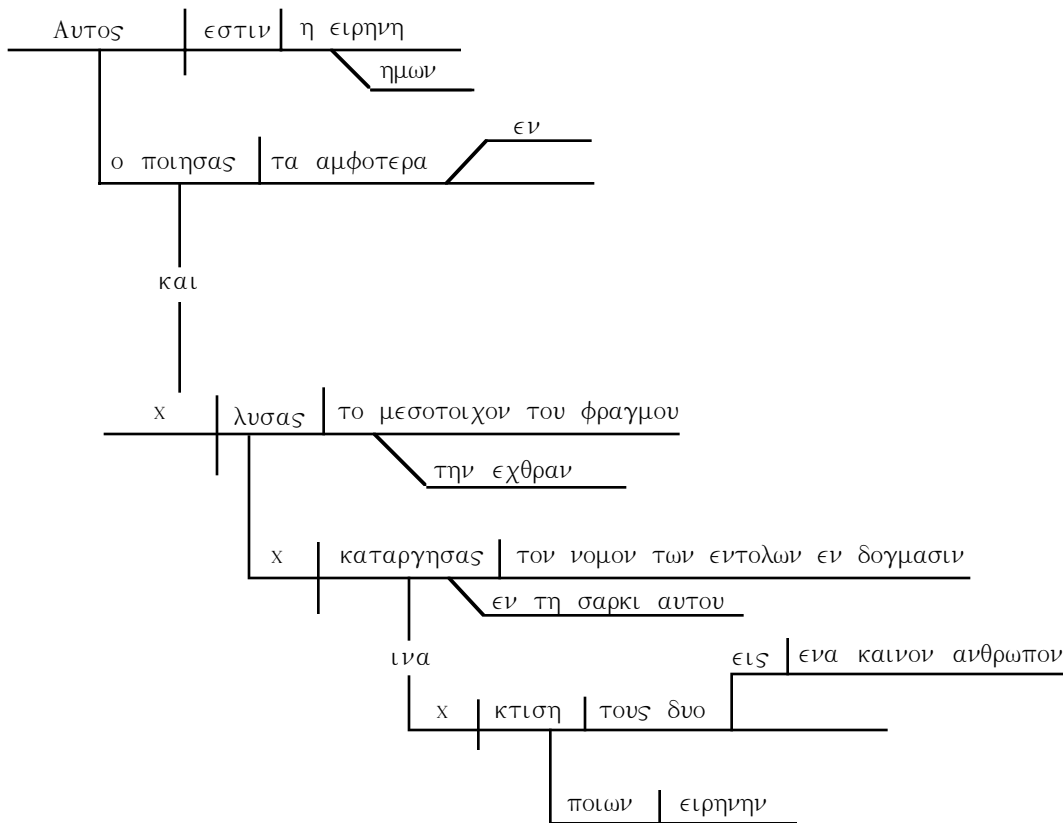 Αυτος εστιν η ειρηνη
ημων
εν
ο ποιησας τα αμφοτερα
και
x λυσας το μεσοτοιχον του φραγμου
την εχθραν
x καταργησας τον νομον των εντολων εν δογμασιν
εν τη σαρκι αυτου
ινα
εις ενα καινον ανθρωπον
x κτιση τους δυο
ποιων ειρηνην